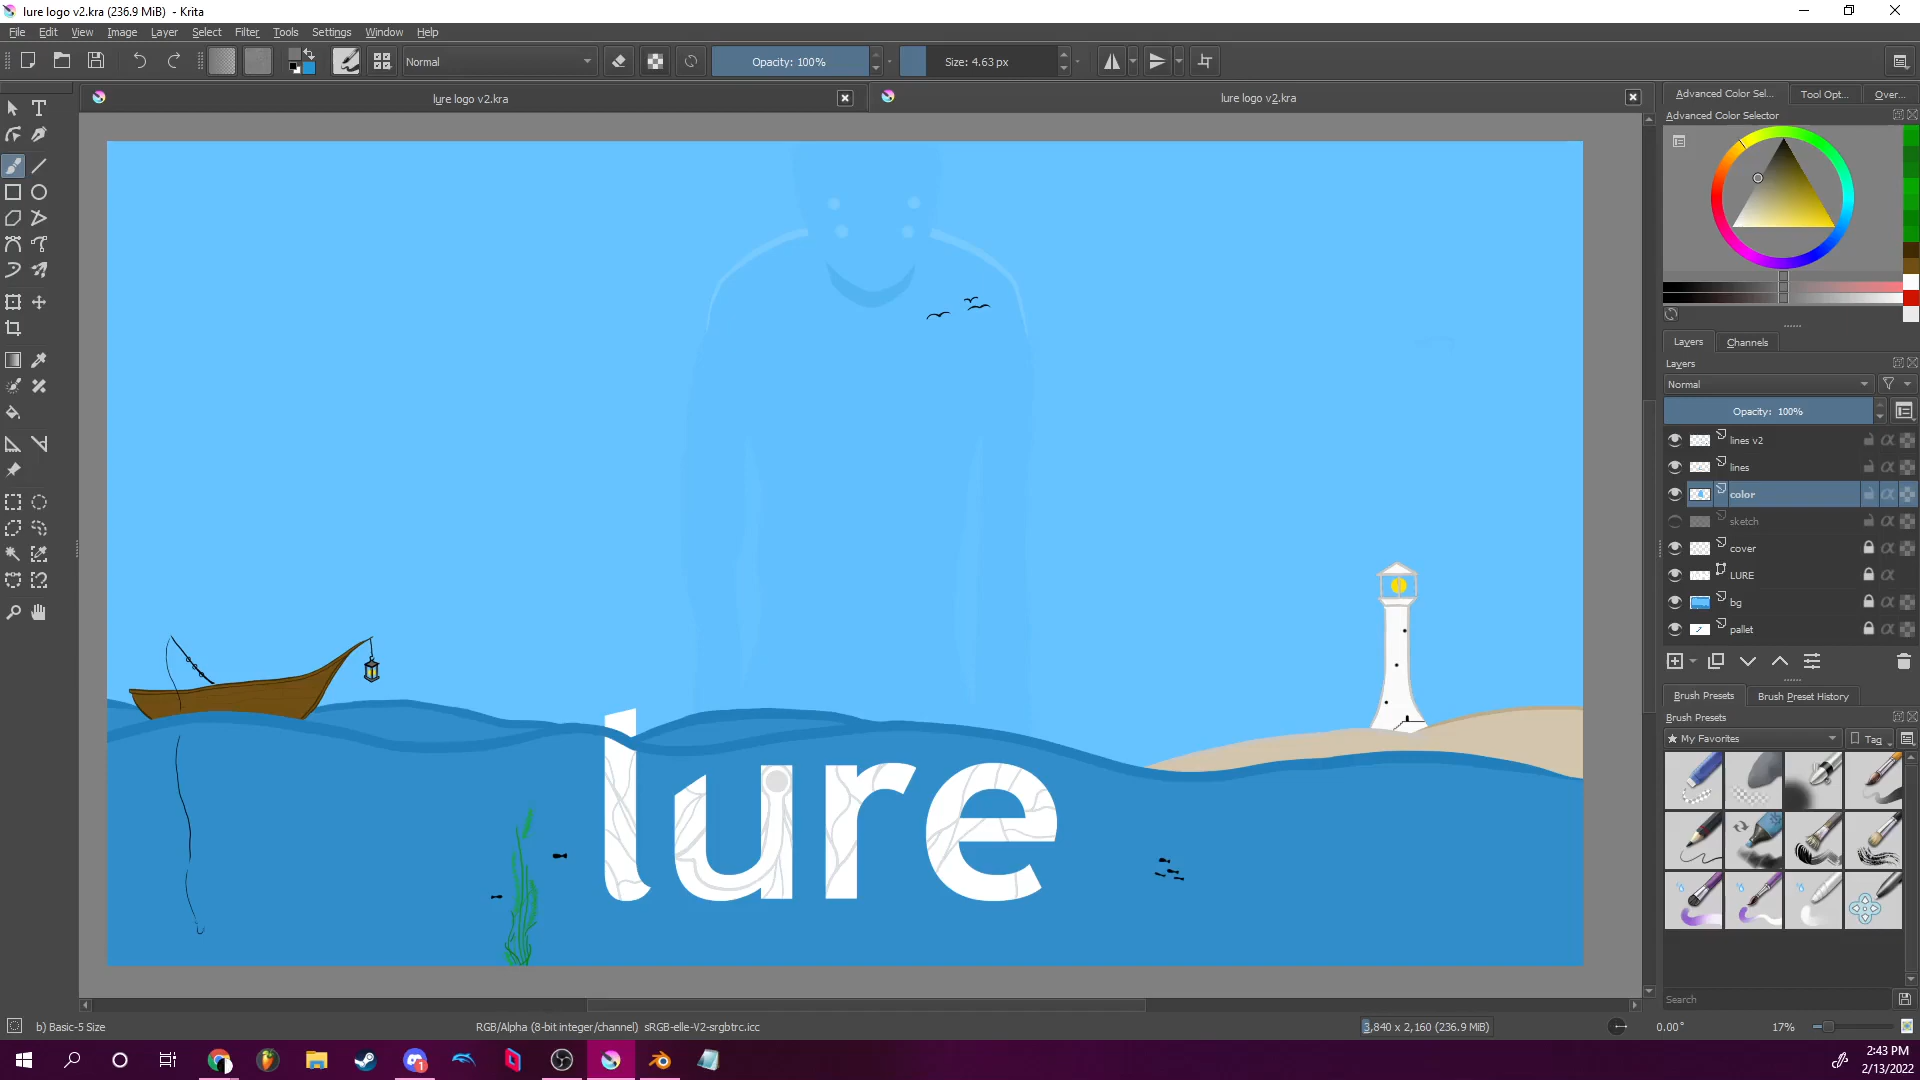 lure logo v2.kra (236.9 MiB) - Krita
File Edit View Image Layer Select Filter Tools Settings Window Help
Normal
Opacity: 100%
Size: 4.63 px
lure logo v2.kra
lure logo v2.kra
Advanced Color Sel...
Tool Opt...
Over...
Advanced Color Selector
Layers
Channels
Layers
Normal
Opacity: 100%
lines v2
lines
color
sketch
cover
LURE
bg
pallet
lure
Brush Presets
Brush Preset History
Brush Presets
★ My Favorites
Tag
Search
b) Basic-5 Size
RGB/Alpha (8-bit integer/channel) sRGB-elle-V2-srgbtrc.icc
3,840 x 2,160 (236.9 MiB)
0.00°
17%
1
2:43 PM
2/13/2022